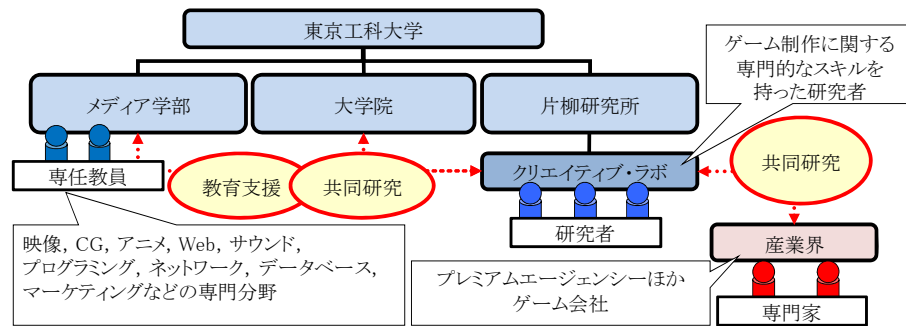 東京工科大学
ゲーム制作に関する
専門的なスキルを
持った研究者
メディア学部
大学院
片柳研究所
専任教員
教育支援
共同研究
クリエイティブ・ラボ
共同研究
研究者
映像, CG, アニメ, Web, サウンド,
プログラミング, ネットワーク, データベース,
マーケティングなどの専門分野
プレミアムエージェンシーほか
ゲーム会社
産業界
専門家